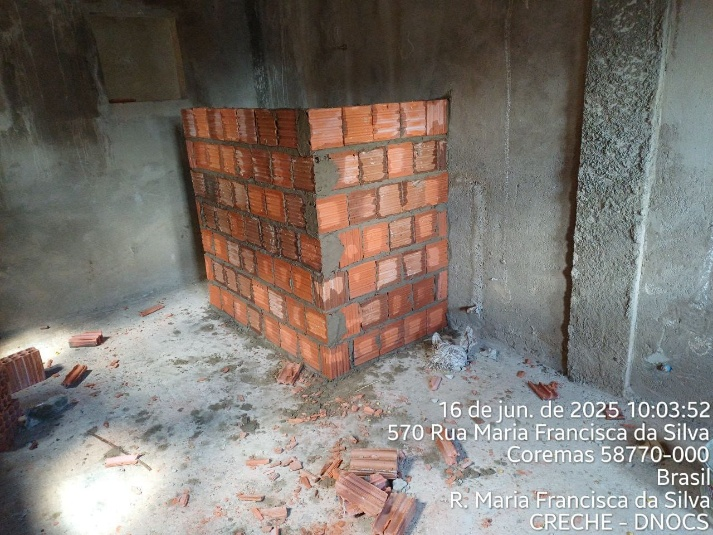 16 de jun. de 2025 10:03:52
570 Rua Maria Francisca da Silva
Coremas 58770-000
Brasil
R. Maria Francisca da Silva
CRECHE - DNOCS